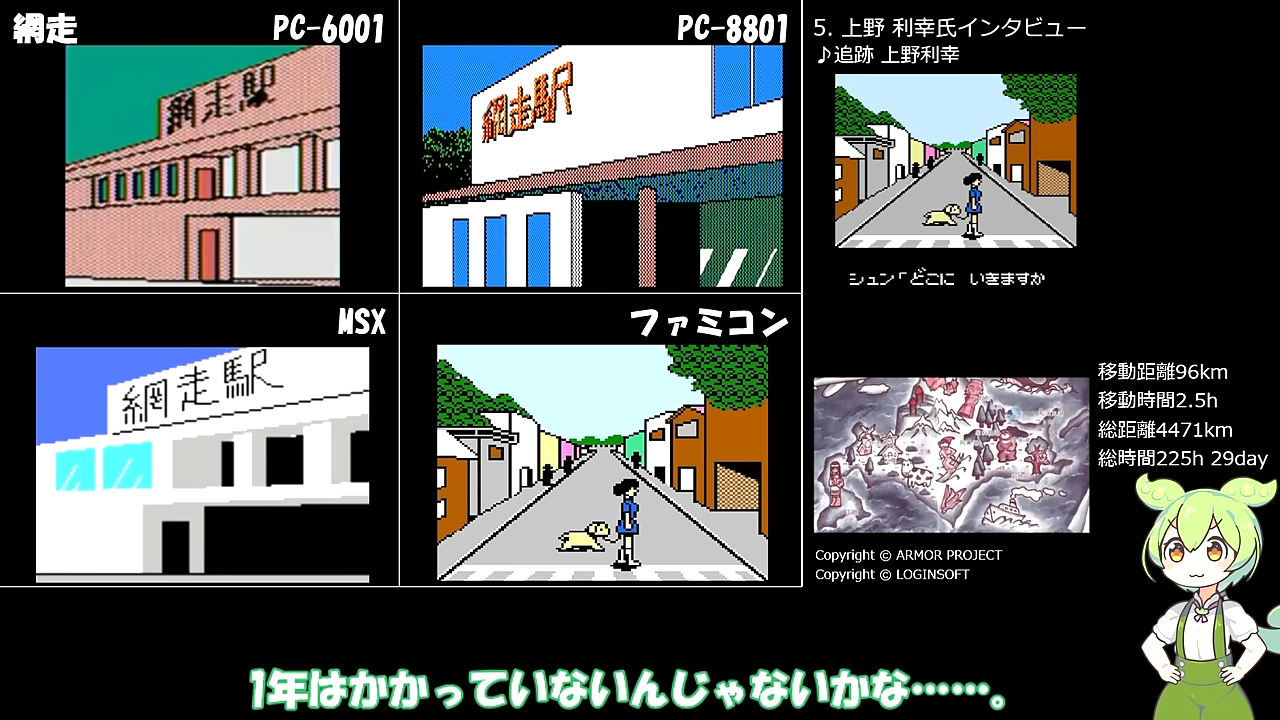 網走
PC-6001
網走駅
PC-8801
網走駅
MSX
網走駅
ファミコン
5. 上野 利幸氏インタビュー
♪追跡 上野利幸
シュン「どこに いきますか
移動距離96km
移動時間2.5h
総距離4471km
総時間225h 29day
Copyright © ARMOR PROJECT
Copyright © LOGINSOFT
1年はかかっていないんじゃないかな……。